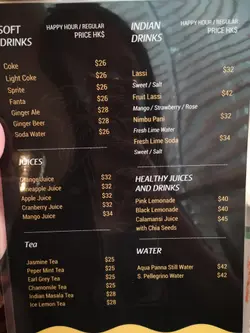 SOFT
DRINKS
HAPPY HOUR / REGULAR
PRICE HK$
Coke $26
Light Coke $26
Sprite $26
Fanta $26
Ginger Ale $28
Ginger Beer $28
Soda Water $26
JUICES
Orange Juice $32
Pineapple Juice $32
Apple Juice $32
Cranberry Juice $32
Mango Juice $34
Tea
Jasmine Tea $25
Peper Mint Tea $25
Earl Grey Tea $25
Chamomile Tea $25
Indian Masala Tea $28
Ice Lemon Tea $28
INDIAN
DRINKS
HAPPY HOUR / REGULAR
PRICE HK$
Lassi $32
Sweet / Salt
Fruit Lassi $42
Mango / Strawberry / Rose
Nimbu Pani $32
Fresh Lime Water
Fresh Lime Soda $34
Sweet / Salt
HEALTHY JUICES
AND DRINKS
Pink Lemonade $40
Black Lemonade $40
Calamansi Juice $45
with Chia Seeds
WATER
Aqua Panna Still Water $42
S. Pellegrino Water $42